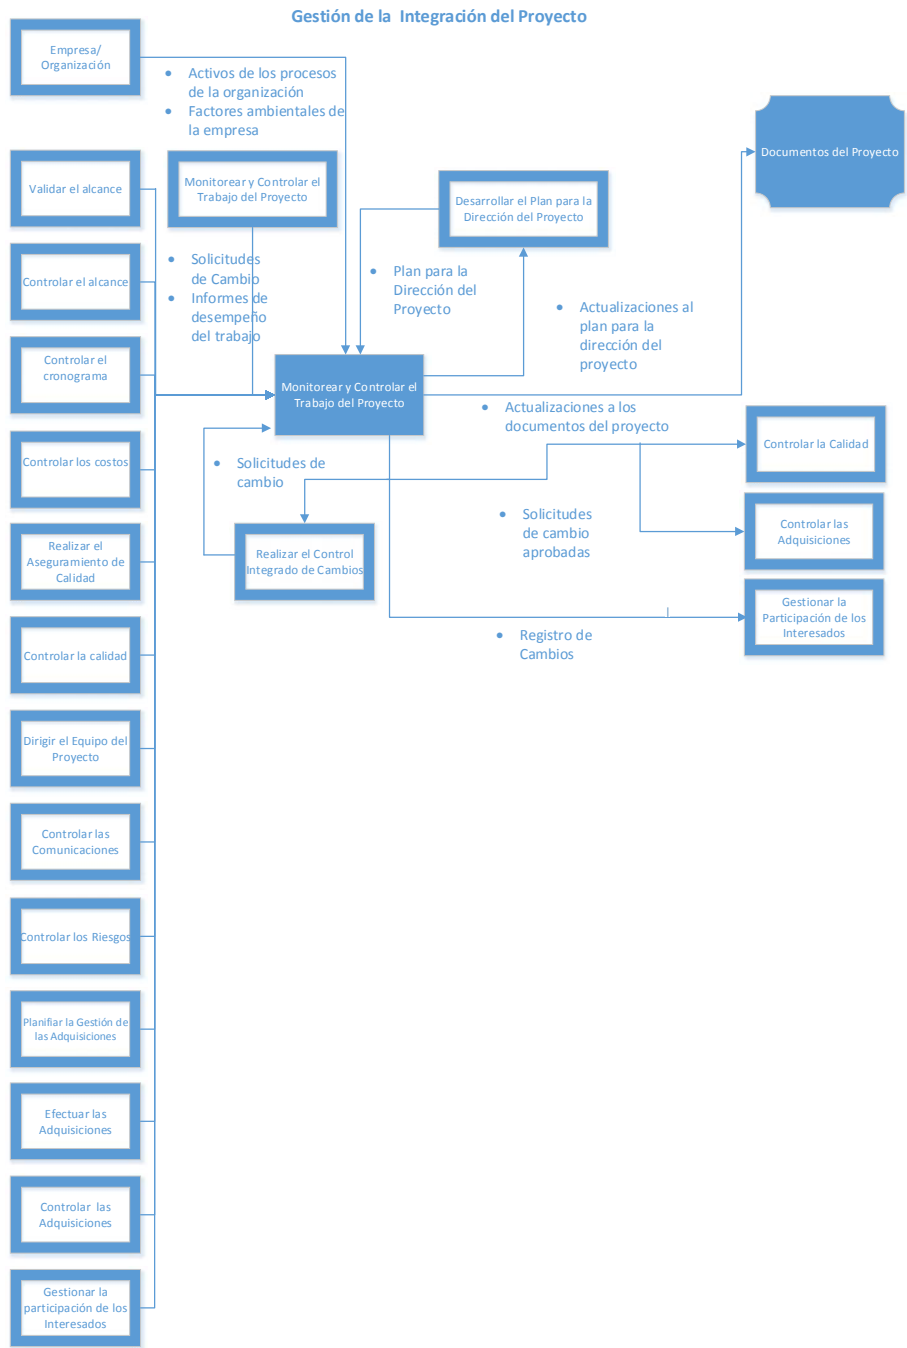 Gestión de la  Integración del Proyecto
Empresa/
Organización
• Activos de los procesos
de la organización
• Factores ambientales de
la empresa
Documentos del Proyecto
Validar el alcance
Monitorear y Controlar el
Trabajo del Proyecto
Desarrollar el Plan para la
Dirección del Proyecto
• Solicitudes
de Cambio
• Informes de
desempeño
del trabajo
• Plan para la
Dirección del
Proyecto
• Actualizaciones al
plan para la
dirección del
proyecto
Controlar el alcance
Controlar el
cronograma
Monitorear y Controlar el
Trabajo del Proyecto
• Actualizaciones a los
documentos del proyecto
Controlar la Calidad
Controlar los costos
• Solicitudes de
cambio
• Solicitudes
de cambio
aprobadas
Controlar las
Adquisiciones
Realizar el
Aseguramiento de
Calidad
Realizar el Control
Integrado de Cambios
Gestionar la
Participación de los
Interesados
• Registro de
Cambios
Controlar la calidad
Dirigir el Equipo del
Proyecto
Controlar las
Comunicaciones
Controlar los Riesgos
Planifiar la Gestión de
las Adquisiciones
Efectuar las
Adquisiciones
Controlar  las
Adquisiciones
Gestionar la
participación de los
Interesados